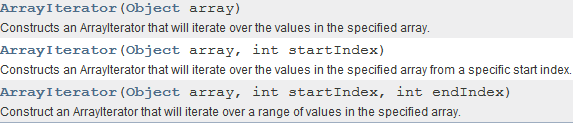 ArrayIterator(Object array)
Constructs an ArrayIterator that will iterate over the values in the specified array.
ArrayIterator(Object array, int startIndex)
Constructs an ArrayIterator that will iterate over the values in the specified array from a specific start index.
ArrayIterator(Object array, int startIndex, int endIndex)
Construct an ArrayIterator that will iterate over a range of values in the specified array.